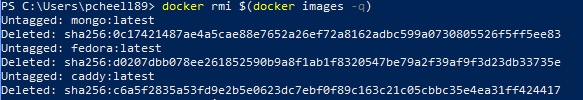 PS C:\Users\pcheell89> docker rmi $(docker images -q)
Untagged: mongo:latest
Deleted: sha256:0c17421487ae4a5cae88e7652a26ef72a8162adbc599a0730805526f5ff5ee83
Untagged: fedora:latest
Deleted: sha256:d0207dbb078ee261852590b9a8f1ab1f8320547be79a2f39af9f3d23db33735e
Untagged: caddy:latest
Deleted: sha256:c6a5f2835a53fd9e2b5e0623dc7ebf0f89c163c21c05cbbc35e4ea31ff424417